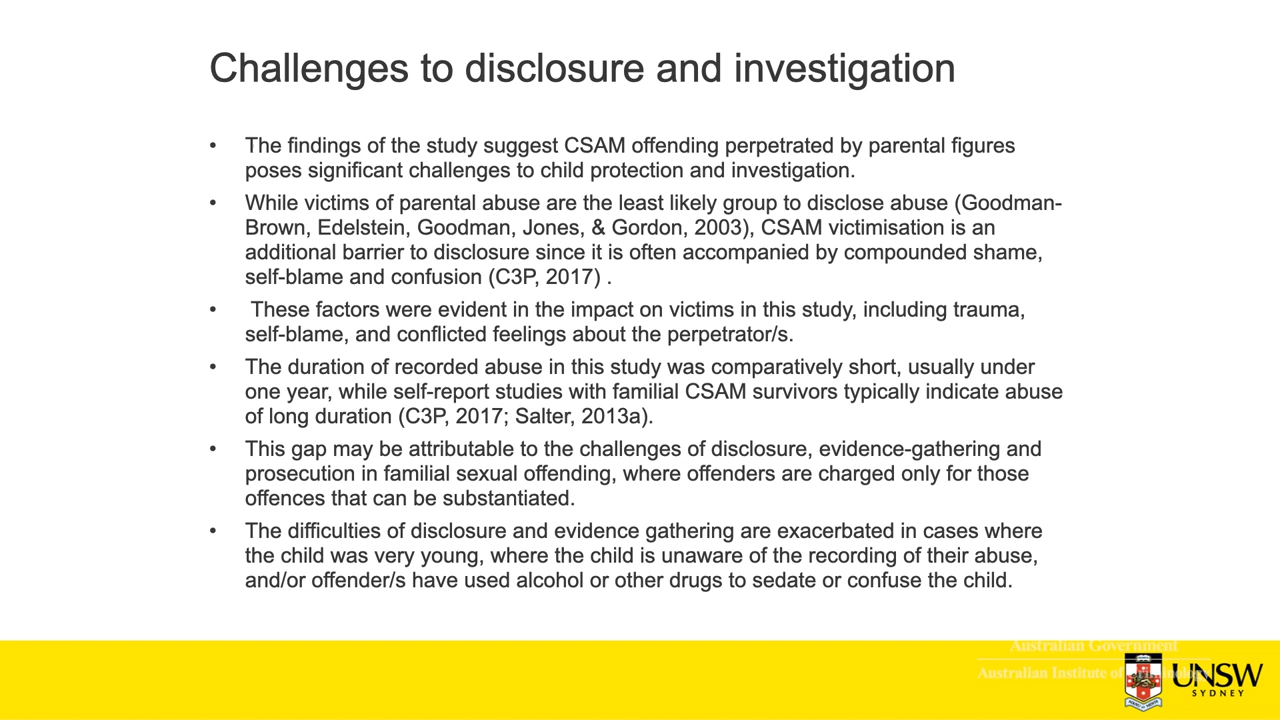 Challenges to disclosure and investigation
• The findings of the study suggest CSAM offending perpetrated by parental figures
poses significant challenges to child protection and investigation.
• While victims of parental abuse are the least likely group to disclose abuse (Goodman-
Brown, Edelstein, Goodman, Jones, & Gordon, 2003), CSAM victimisation is an
additional barrier to disclosure since it is often accompanied by compounded shame,
self-blame and confusion (C3P, 2017) .
• These factors were evident in the impact on victims in this study, including trauma,
self-blame, and conflicted feelings about the perpetrator/s.
• The duration of recorded abuse in this study was comparatively short, usually under
one year, while self-report studies with familial CSAM survivors typically indicate abuse
of long duration (C3P, 2017; Salter, 2013a).
• This gap may be attributable to the challenges of disclosure, evidence-gathering and
prosecution in familial sexual offending, where offenders are charged only for those
offences that can be substantiated.
• The difficulties of disclosure and evidence gathering are exacerbated in cases where
the child was very young, where the child is unaware of the recording of their abuse,
and/or offender/s have used alcohol or other drugs to sedate or confuse the child.
Australian Government
Australian Institute of
UNSW
SYDNEY